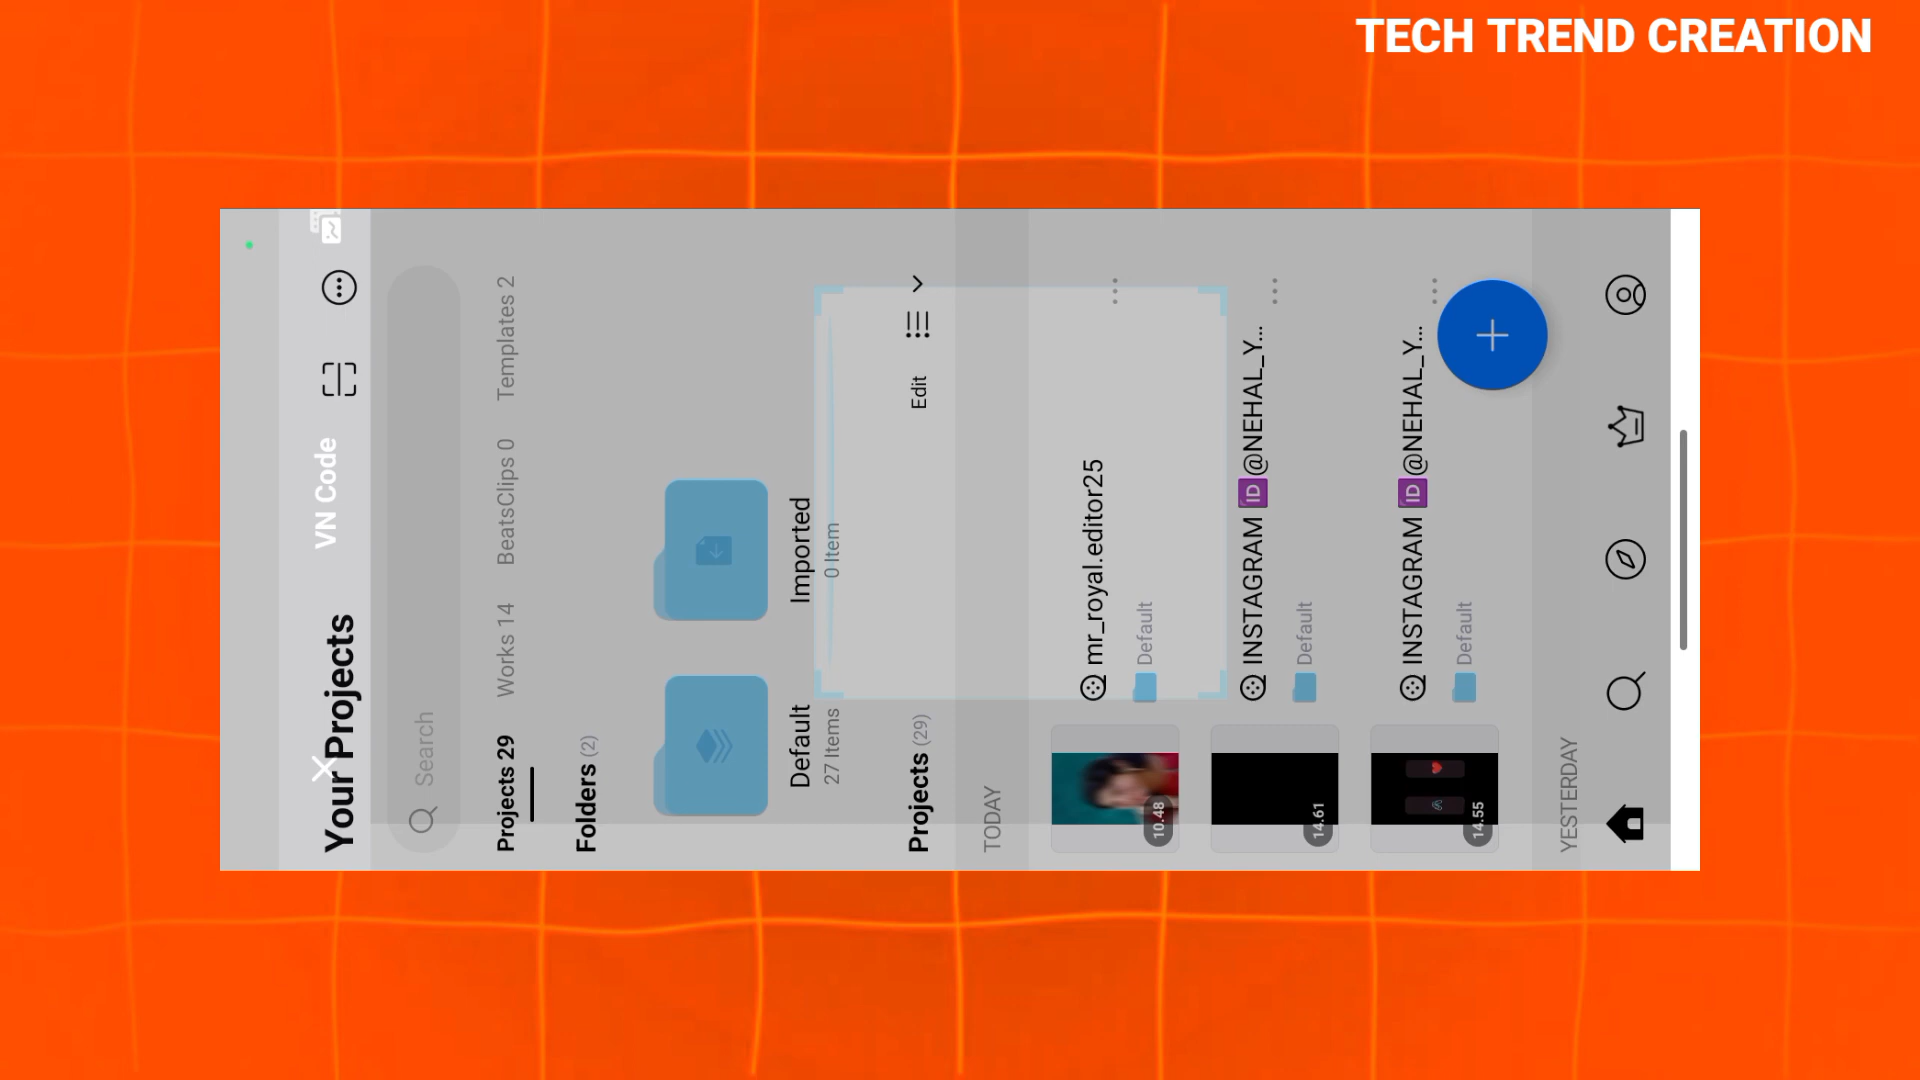 TECH TREND CREATION
VN Code
Your Projects
Search
Projects 29 Works 14 BeatsClips 0 Templates 2
Folders (2)
Default Imported
27 Items 0 Item
Projects (29) Edit
TODAY
mr_royal.editor25
Default
10.48
INSTAGRAM 🆔@NEHAL_Y...
Default
14.61
INSTAGRAM 🆔@NEHAL_Y...
Default
14.55
YESTERDAY